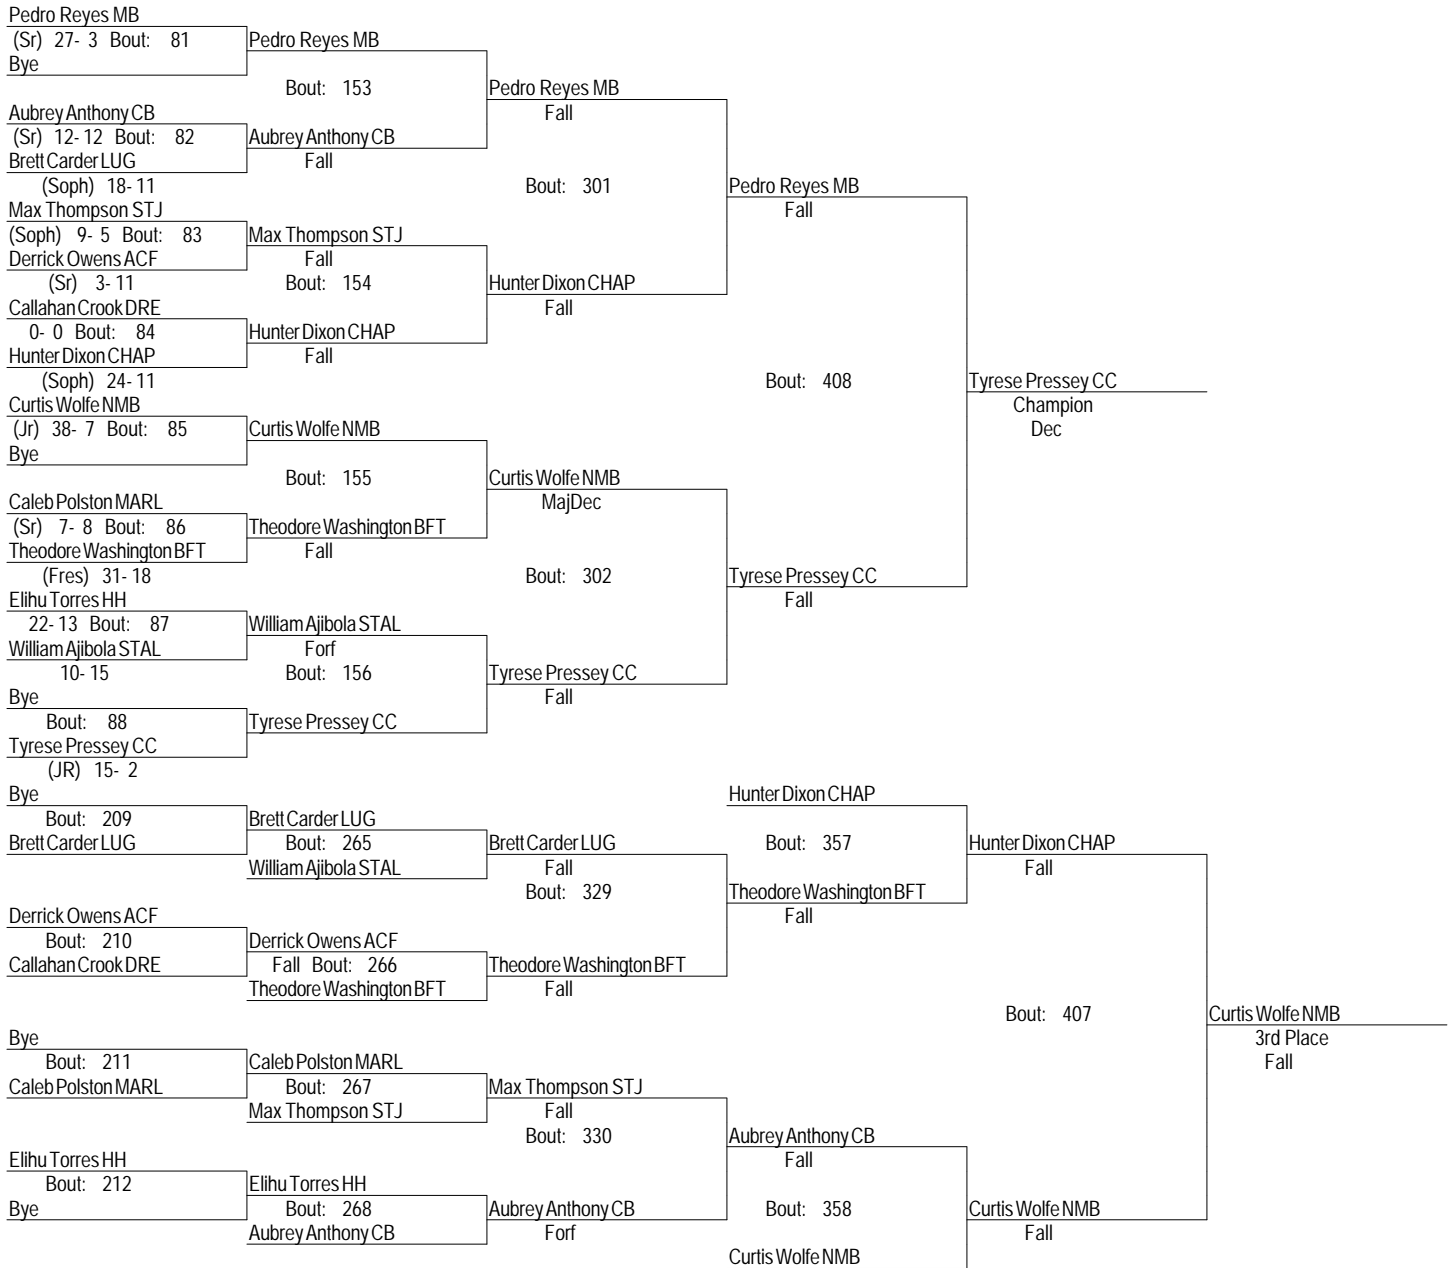 Pedro Reyes MB
(Sr) 27- 3 Bout: 81
Bye
Pedro Reyes MB
Bout: 153
Aubrey Anthony CB
(Sr) 12- 12 Bout: 82
Brett Carder LUG
(Soph) 18- 11
Aubrey Anthony CB
Fall
Pedro Reyes MB
Fall
Bout: 301
Max Thompson STJ
(Soph) 9- 5 Bout: 83
Derrick Owens ACF
(Sr) 3- 11
Max Thompson STJ
Fall
Bout: 154
Callahan Crook DRE
0- 0 Bout: 84
Hunter Dixon CHAP
(Soph) 24- 11
Hunter Dixon CHAP
Fall
Hunter Dixon CHAP
Fall
Pedro Reyes MB
Fall
Bout: 408
Tyrese Pressey CC
Champion
Dec
Curtis Wolfe NMB
(Jr) 38- 7 Bout: 85
Bye
Curtis Wolfe NMB
Bout: 155
Caleb Polston MARL
(Sr) 7- 8 Bout: 86
Theodore Washington BFT
(Fres) 31- 18
Theodore Washington BFT
Fall
Curtis Wolfe NMB
MajDec
Bout: 302
Elihu Torres HH
22- 13 Bout: 87
William Ajibola STAL
10- 15
William Ajibola STAL
Forf
Bout: 156
Bye
Bout: 88
Tyrese Pressey CC
(JR) 15- 2
Tyrese Pressey CC
Tyrese Pressey CC
Fall
Tyrese Pressey CC
Fall
Bye
Bout: 209
Brett Carder LUG
Brett Carder LUG
Bout: 265
William Ajibola STAL
Brett Carder LUG
Fall
Bout: 329
Derrick Owens ACF
Bout: 210
Callahan Crook DRE
Derrick Owens ACF
Fall Bout: 266
Theodore Washington BFT
Theodore Washington BFT
Fall
Hunter Dixon CHAP
Bout: 357
Theodore Washington BFT
Fall
Hunter Dixon CHAP
Fall
Bout: 407
Curtis Wolfe NMB
3rd Place
Fall
Bye
Bout: 211
Caleb Polston MARL
Caleb Polston MARL
Bout: 267
Max Thompson STJ
Max Thompson STJ
Fall
Bout: 330
Elihu Torres HH
Bout: 212
Bye
Elihu Torres HH
Bout: 268
Aubrey Anthony CB
Aubrey Anthony CB
Forf
Aubrey Anthony CB
Fall
Bout: 358
Curtis Wolfe NMB
Curtis Wolfe NMB
Fall